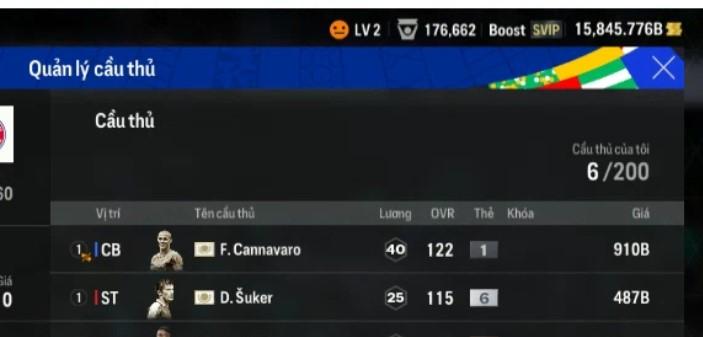 LV 2 176,662 Boost SVIP 15,845.776B
Quản lý cầu thủ
Cầu thủ
Cầu thủ của tôi
6/200
60
Vị trí Tên cầu thủ Lương OVR Thẻ Khóa Giá
1 CB F. Cannavaro 40 122 1 910B
Giá
0
1 ST D. Šuker 25 115 6 487B